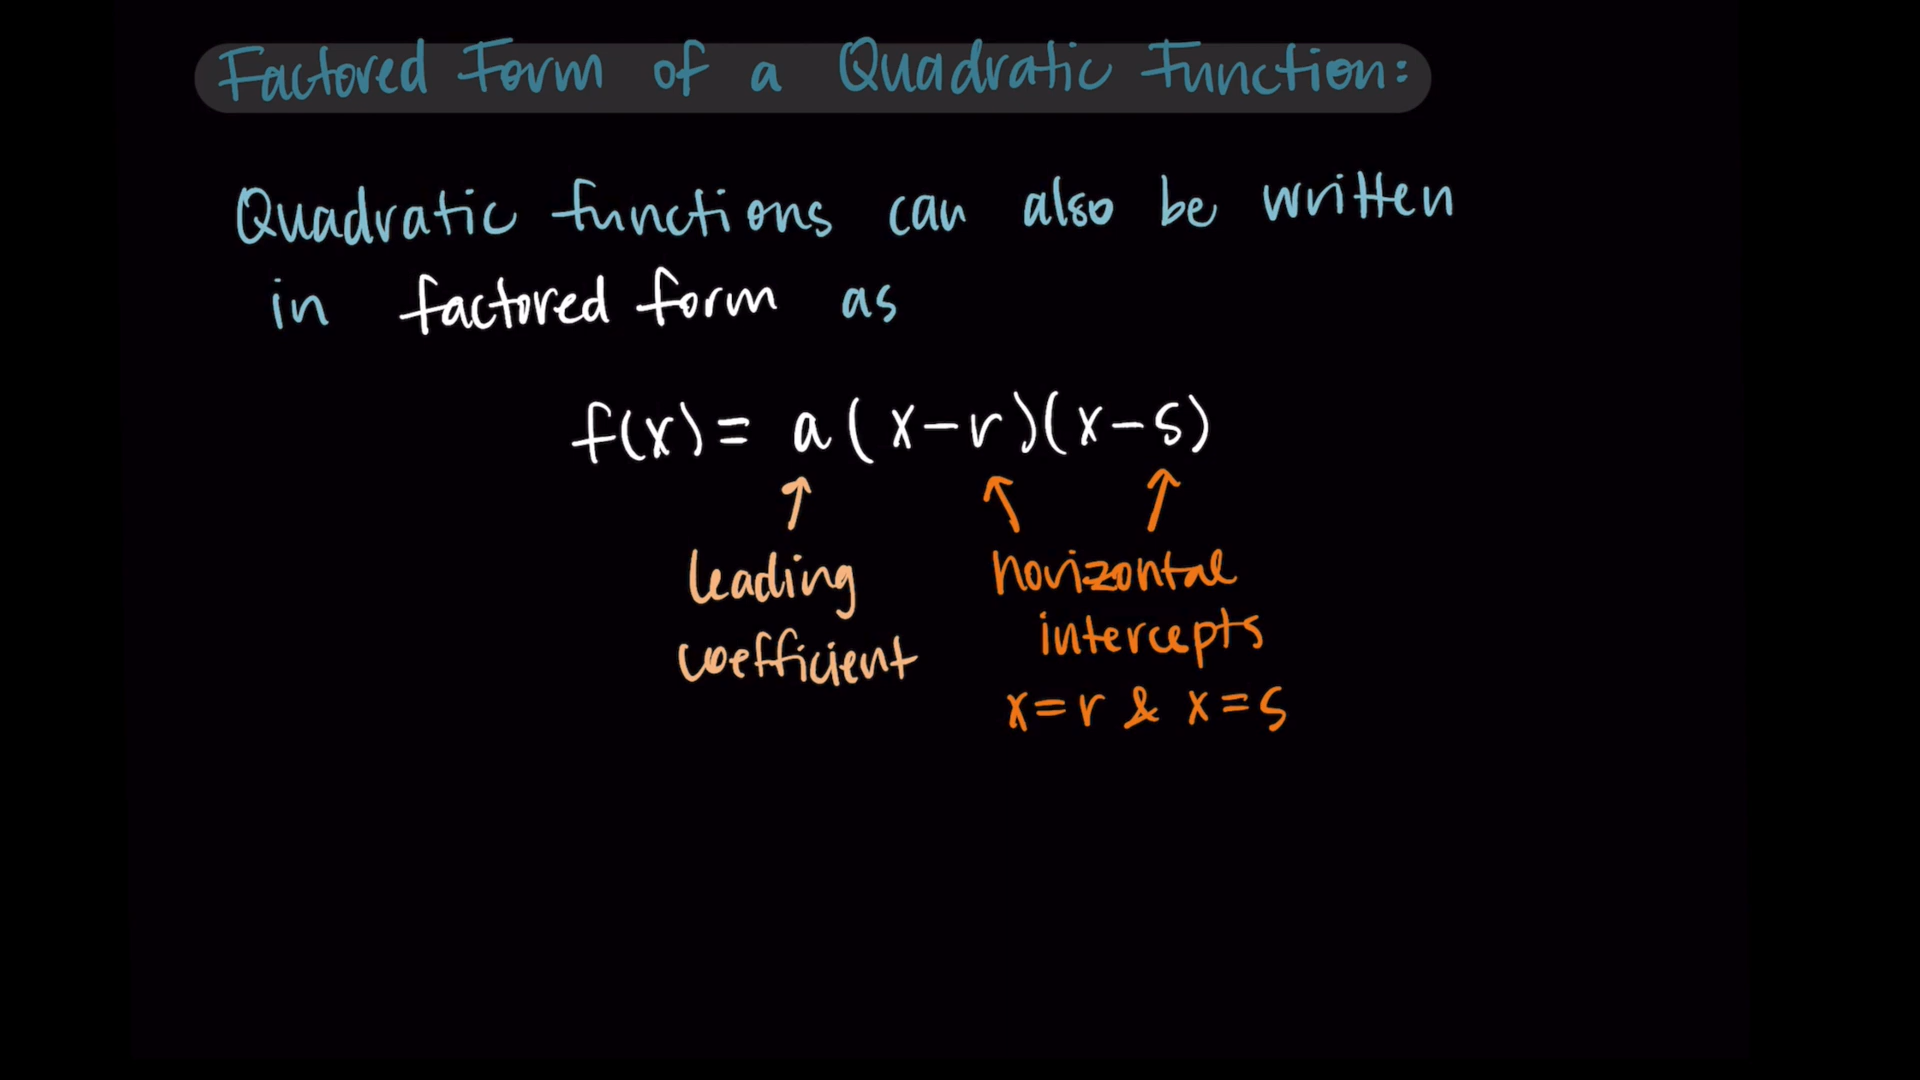 Factored Form of a Quadratic Function:
Quadratic functions can also be written
in factored form as
f(x) = a(x-r)(x-s)
leading
coefficient
horizontal
intercepts
x=r & x=s